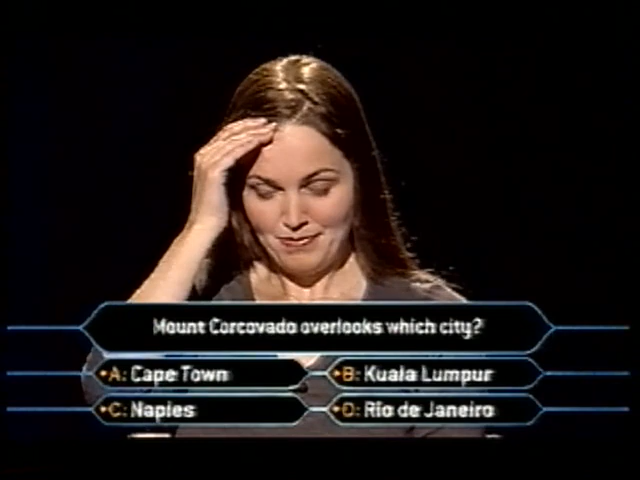 Mount Corcovado overlooks which city?
A: Cape Town
B: Kuala Lumpur
C: Naples
D: Rio de Janeiro